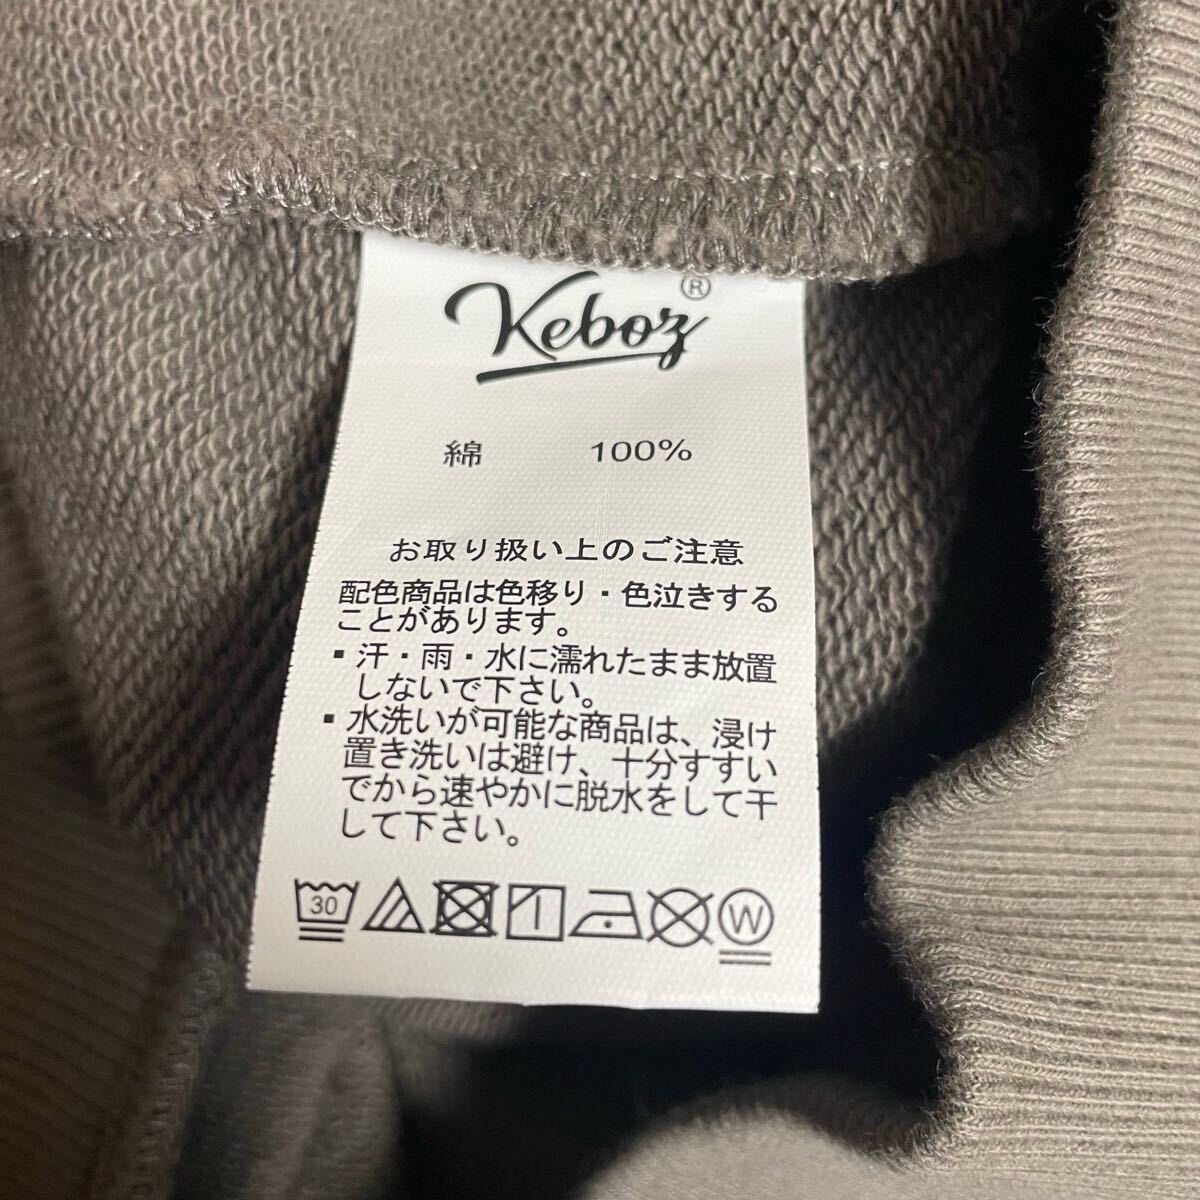 Keboz®
綿 100%
お取り扱い上のご注意
配色商品は色移り・色泣きする
ことがあります。
▪汗・雨・水に濡れたまま放置
しないで下さい。
▪水洗いが可能な商品は、浸け
置き洗いは避け、十分すすい
でから速やかに脱水をして干
して下さい。
30 W